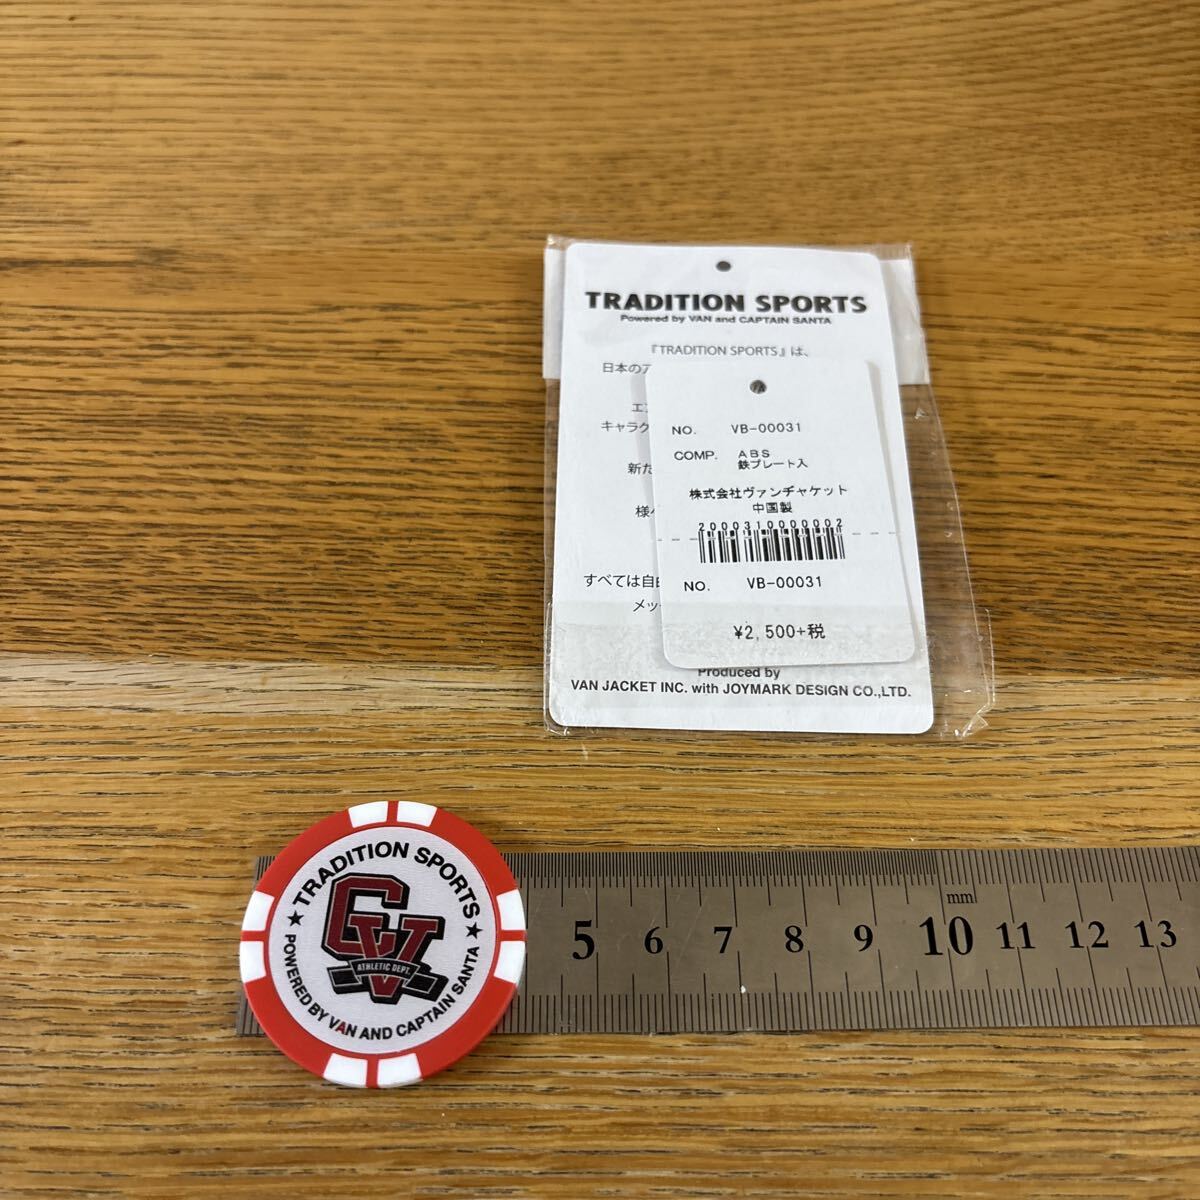 TRADITION SPORTS
Powered by VAN and CAPTAIN SANTA
『TRADITION SPORTS』は、
日本の
キャラク
新た
様々
すべては自由
メッ
NO. VB-00031
COMP. ABS
鉄プレート入
株式会社ヴァンヂャケット
中国製
2000310000002
NO. VB-00031
¥2,500+税
Produced by
VAN JACKET INC. with JOYMARK DESIGN CO.,LTD.
★ TRADITION SPORTS ★
POWERED BY VAN AND CAPTAIN SANTA
CV
ATHLETIC DEPT.
mm
5 6 7 8 9 10 11 12 13